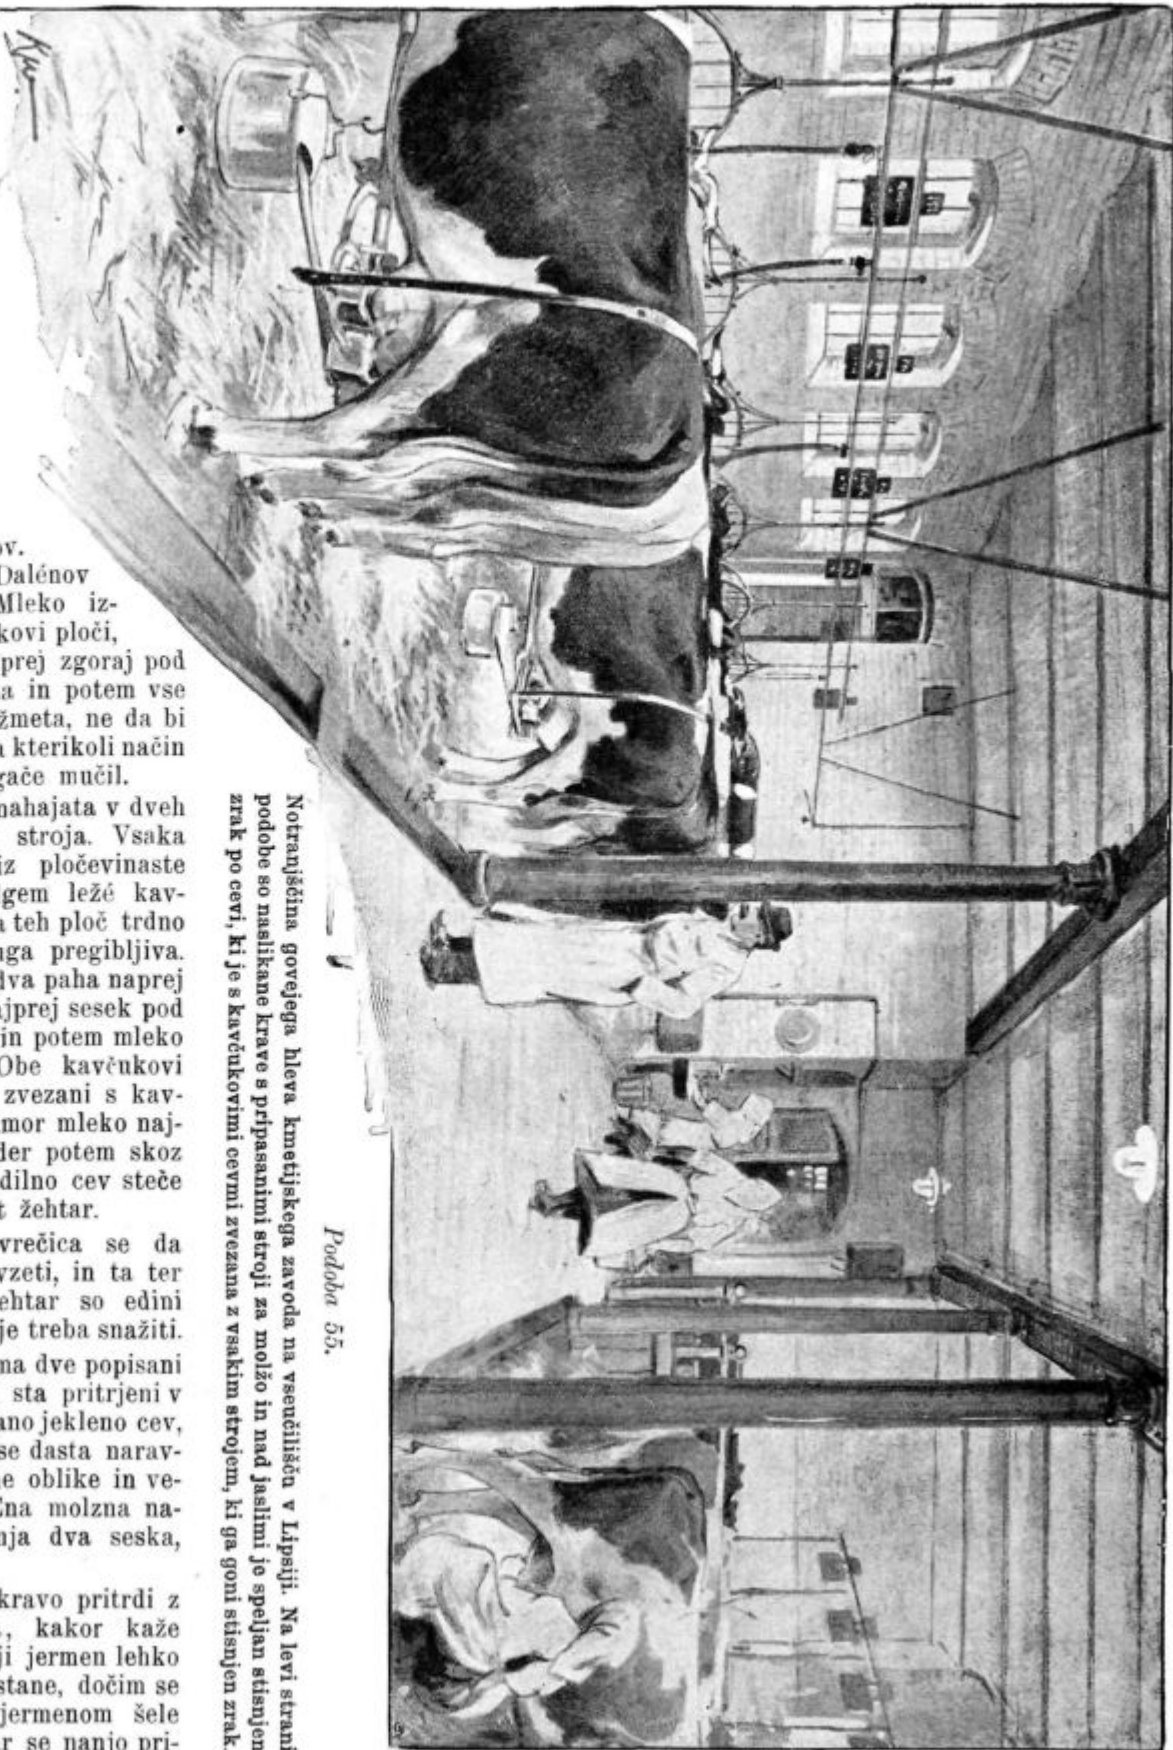 ov.
Dalénov
Mleko iz-
kovi ploči,
prej zgoraj pod
a in potem vse
žmeta, ne da bi
a kterikoli način
gače mučil.
nahajata v dveh
stroja. Vsaka
iz pločevinaste
lgem ležé kav-
a teh ploč trdno
uga pregibljiva.
dva paha naprej
ajprej sesek pod
in potem mleko
Obe kavčukovi
zvezani s kav-
amor mleko naj-
der potem skoz
dilno cev steče
t žehtar.
vrečica se da
vzeti, in ta ter
ehtar so edini
je treba snažiti.
ma dve popisani
sta pritrjeni v
ano jekleno cev,
se dasta narav-
ne oblike in ve-
Ena molzna na-
nja dva seska,
kravo pritrdi z
., kakor kaže
ji jermen lehko
stane, dočim se
jermenom šele
ar se nanjo pri-
Podoba 55.
Notranjščina govejega hleva kmetijskega zavoda na vseučilišču v Lipsiji. Na levi strani
podobe so naslikane krave s pripasanimi stroji za molžo in nad jaslimi je speljan stisnjen
zrak po cevi, ki je s kavčukovimi cevmi zvezana z vsakim strojem, ki ga goni stisnjen zrak.